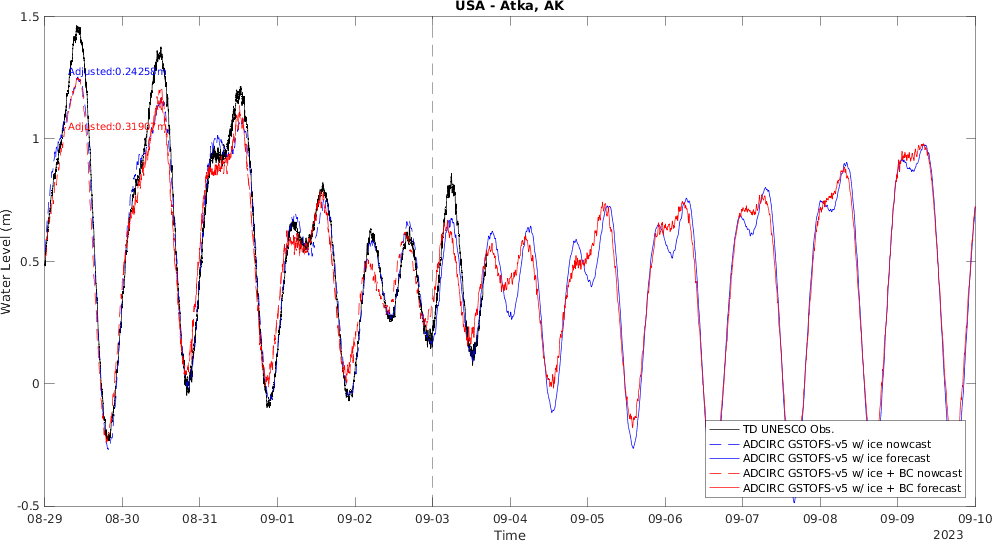 USA - Atka, AK
1.5
1
0.5
0
-0.5
Water Level (m)
Adjusted:0.24258m
Adjusted:0.31907m
TD UNESCO Obs.
ADCIRC GSTOFS-v5 w/ ice nowcast
ADCIRC GSTOFS-v5 w/ ice forecast
ADCIRC GSTOFS-v5 w/ ice + BC nowcast
ADCIRC GSTOFS-v5 w/ ice + BC forecast
08-29 08-30 08-31 09-01 09-02 09-03 09-04 09-05 09-06 09-07 09-08 09-09 09-10
Time
2023